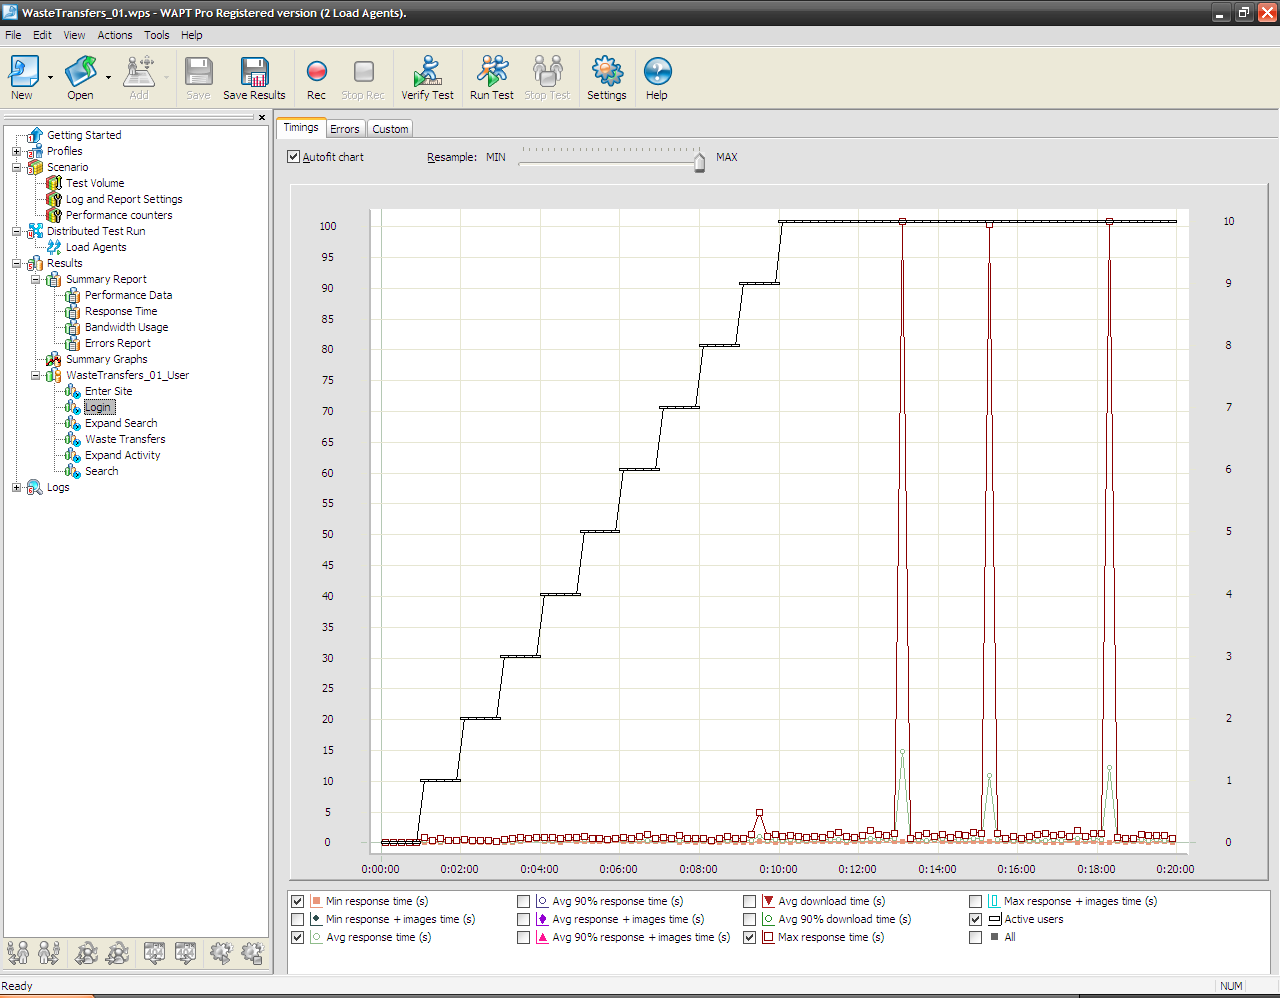 WasteTransfers_01.wps - WAPT Pro Registered version (2 Load Agents).
File Edit View Actions Tools Help
New Open Add Save Save Results Rec Stop Rec Verify Test Run Test Stop Test Settings Help
Getting Started
Profiles
Scenario
Test Volume
Log and Report Settings
Performance counters
Distributed Test Run
Load Agents
Results
Summary Report
Performance Data
Response Time
Bandwidth Usage
Errors Report
Summary Graphs
WasteTransfers_01_User
Enter Site
Login
Expand Search
Waste Transfers
Expand Activity
Search
Logs
Timings Errors Custom
Autofit chart Resample: MIN MAX
100 10
95
90 9
85
80 8
75
70 7
65
60 6
55
50 5
45
40 4
35
30 3
25
20 2
15
10 1
5
0 0
0:00:00 0:02:00 0:04:00 0:06:00 0:08:00 0:10:00 0:12:00 0:14:00 0:16:00 0:18:00 0:20:00
Min response time (s) Avg 90% response time (s) Avg download time (s) Max response + images time (s)
Min response + images time (s) Avg response + images time (s) Avg 90% download time (s) Active users
Avg response time (s) Avg 90% response + images time (s) Max response time (s) All
Ready NUM